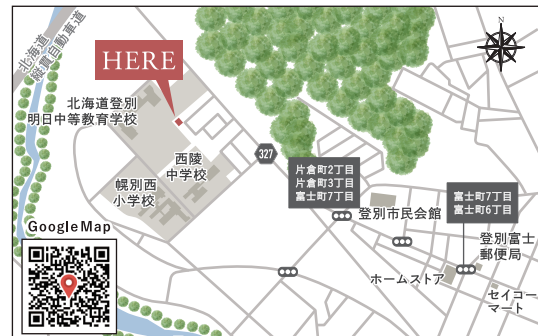 北海道
縦貫自動車道
HERE
N
北海道登別
明日中等教育学校
西陵
中学校
幌別西
小学校
327
片倉町2丁目
片倉町3丁目
富士町7丁目
登別市民会館
富士町7丁目
富士町6丁目
登別富士
郵便局
ホームストア
セイコー
マート
Google Map